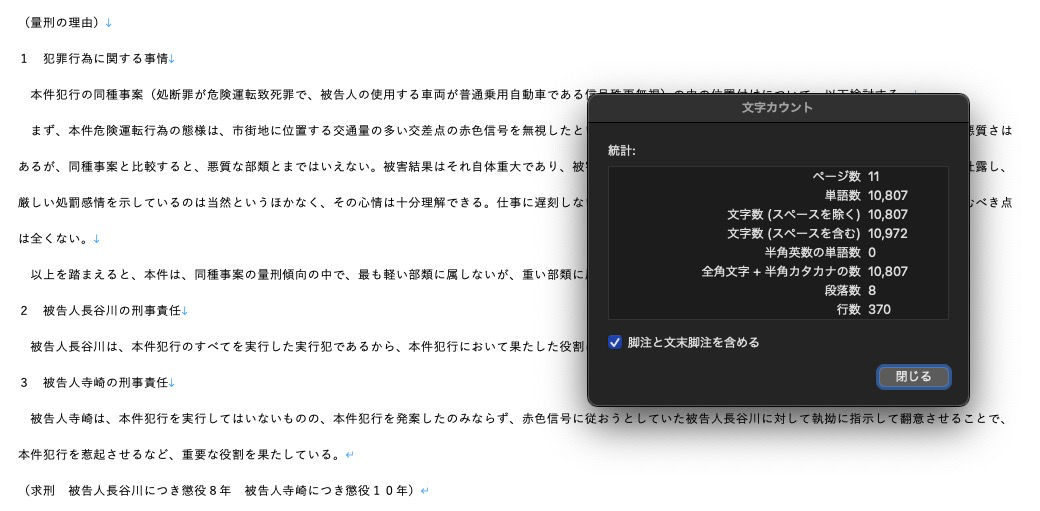 （量刑の理由）↓
１　犯罪行為に関する事情↓
本件犯行の同種事案（処断罪が危険運転致死罪で、被告人の使用する車両が普通乗用自動車である信号殊更無視）の中の位置付けについて、以下検討する。
まず、本件危険運転行為の態様は、市街地に位置する交通量の多い交差点の赤色信号を無視したと
悪質さは
あるが、同種事案と比較すると、悪質な部類とまではいえない。被害結果はそれ自体重大であり、被
吐露し、
厳しい処罰感情を示しているのは当然というほかなく、その心情は十分理解できる。仕事に遅刻しな
むべき点
は全くない。↓
以上を踏まえると、本件は、同種事案の量刑傾向の中で、最も軽い部類に属しないが、重い部類に
２　被告人長谷川の刑事責任↓
被告人長谷川は、本件犯行のすべてを実行した実行犯であるから、本件犯行において果たした役割
３　被告人寺崎の刑事責任↓
被告人寺崎は、本件犯行を実行してはいないものの、本件犯行を発案したのみならず、赤色信号に従おうとしていた被告人長谷川に対して執拗に指示して翻意させることで、
本件犯行を惹起させるなど、重要な役割を果たしている。↵
（求刑　被告人長谷川につき懲役８年　被告人寺崎につき懲役１０年）↵
文字カウント
統計:
ページ数 11
単語数 10,807
文字数 (スペースを除く) 10,807
文字数 (スペースを含む) 10,972
半角英数の単語数 0
全角文字 + 半角カタカナの数 10,807
段落数 8
行数 370
脚注と文末脚注を含める
閉じる